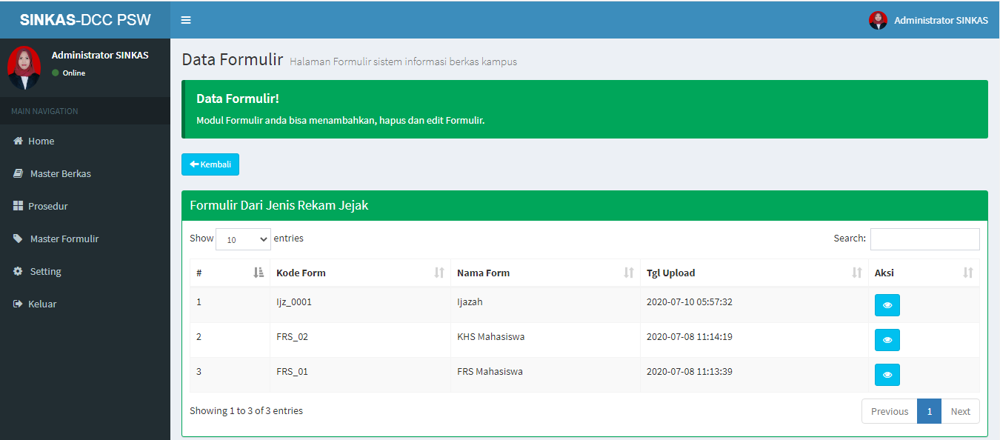 SINKAS-DCC PSW
Administrator SINKAS
Administrator SINKAS
Online
MAIN NAVIGATION
Home
Master Berkas
Prosedur
Master Formulir
Setting
Keluar
Data Formulir Halaman Formulir sistem informasi berkas kampus
Data Formulir!
Modul Formulir anda bisa menambahkan, hapus dan edit Formulir.
Kembali
Formulir Dari Jenis Rekam Jejak
Show 10 entries
Search:
# Kode Form Nama Form Tgl Upload Aksi
1 Ijz_0001 Ijazah 2020-07-10 05:57:32
2 FRS_02 KHS Mahasiswa 2020-07-08 11:14:19
3 FRS_01 FRS Mahasiswa 2020-07-08 11:13:39
Showing 1 to 3 of 3 entries
Previous 1 Next